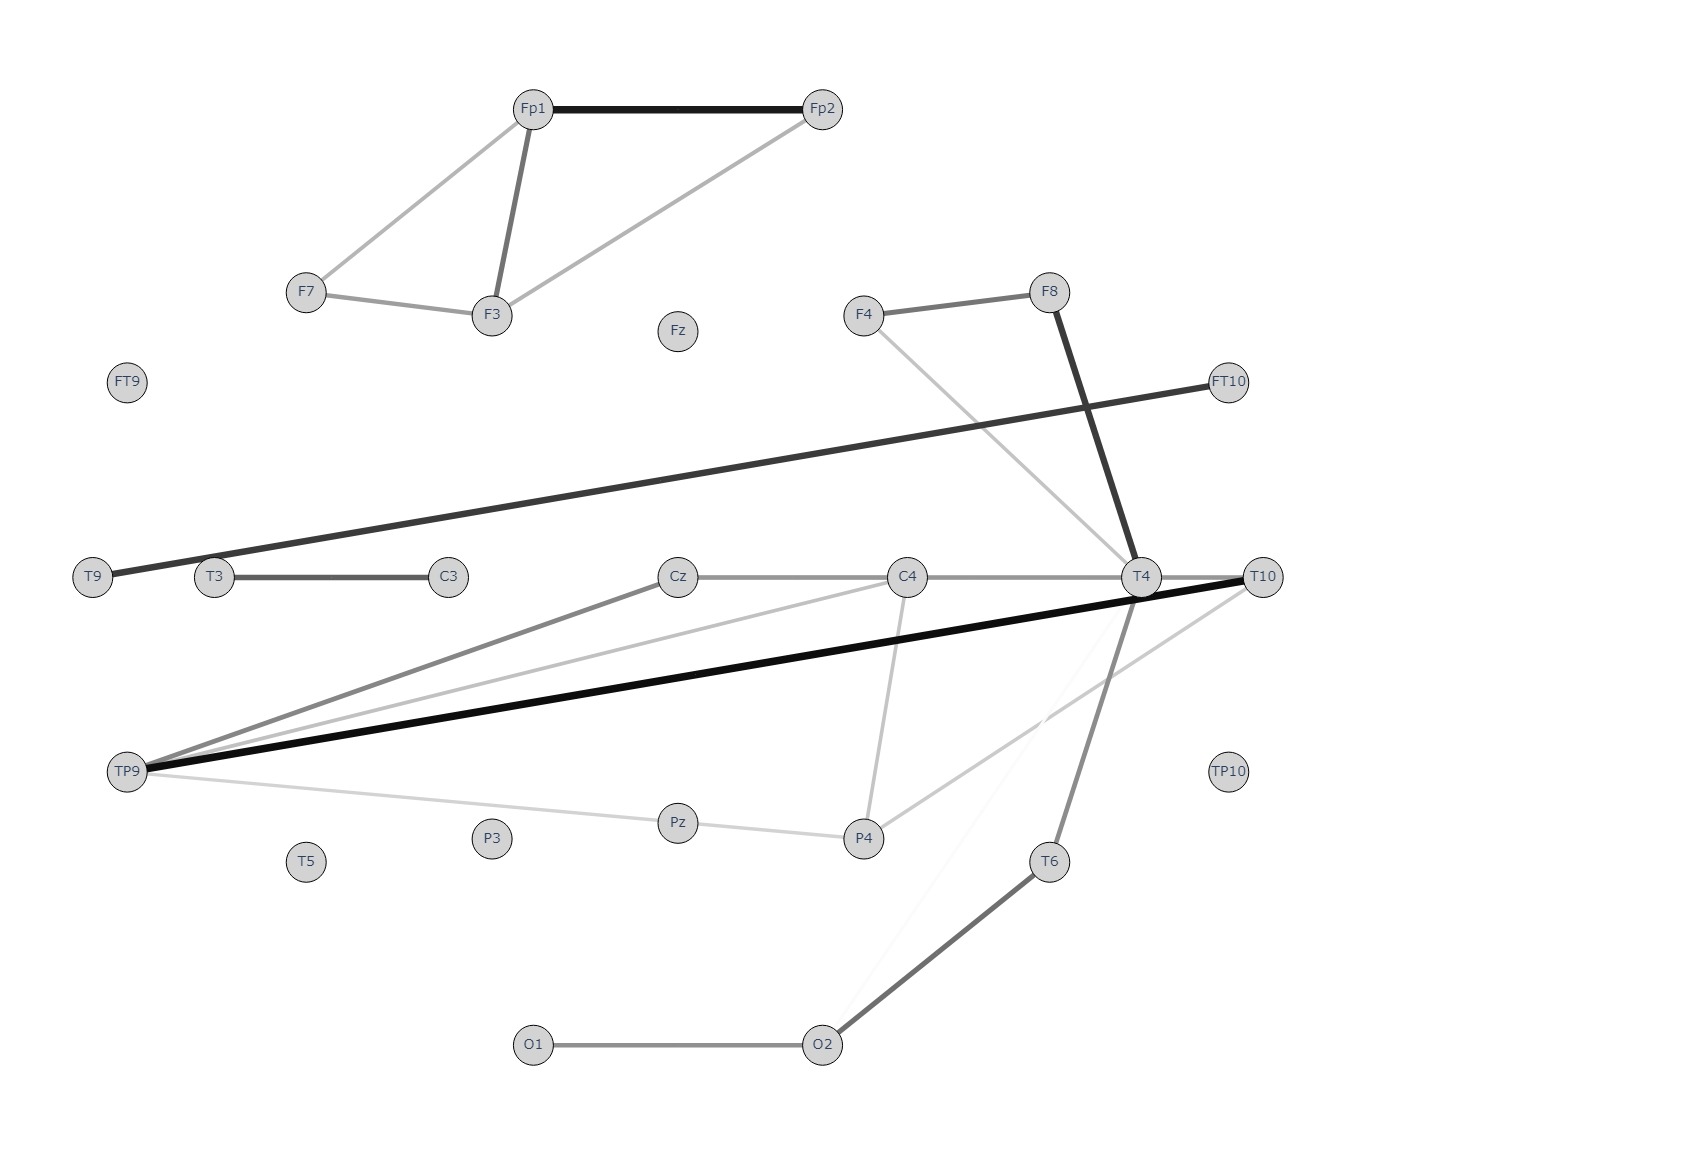 Fp1 Fp2
F7 F3 Fz F4 F8
FT9 FT10
T9 T3 C3 Cz C4 T4 T10
TP9 TP10
T5 P3 Pz P4 T6
O1 O2